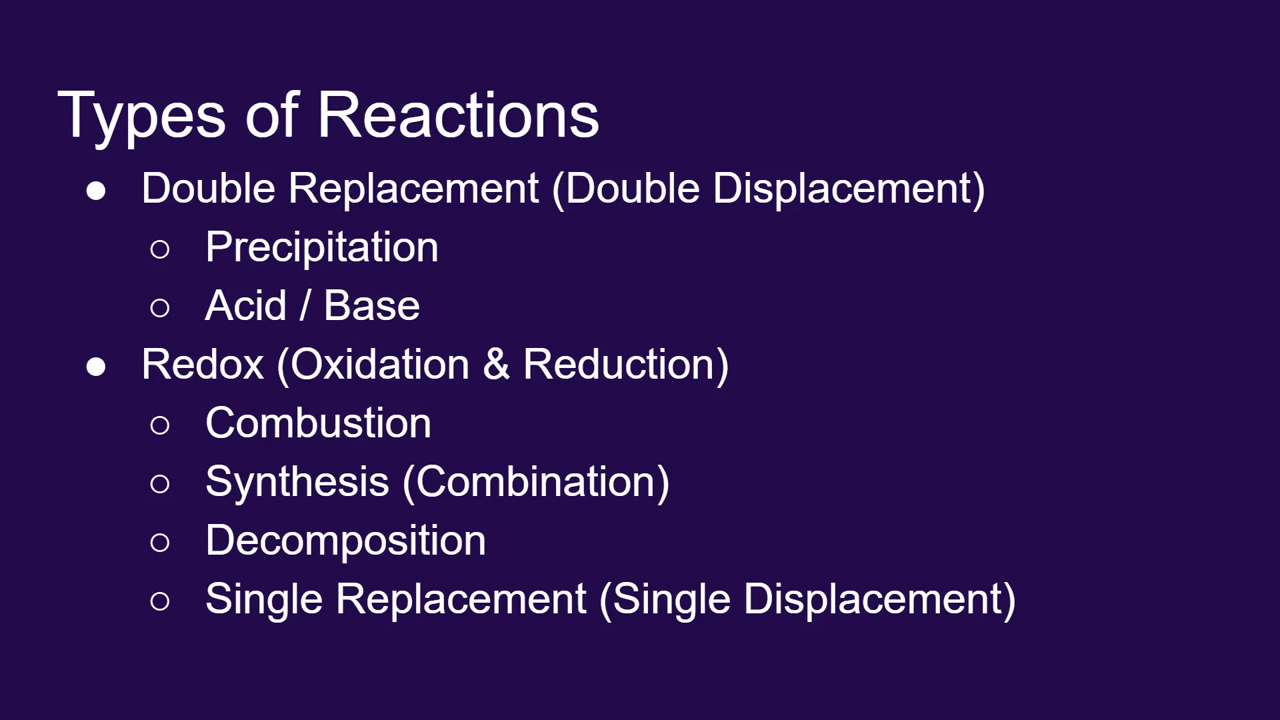 Types of Reactions
● Double Replacement (Double Displacement)
○ Precipitation
○ Acid / Base
● Redox (Oxidation & Reduction)
○ Combustion
○ Synthesis (Combination)
○ Decomposition
○ Single Replacement (Single Displacement)